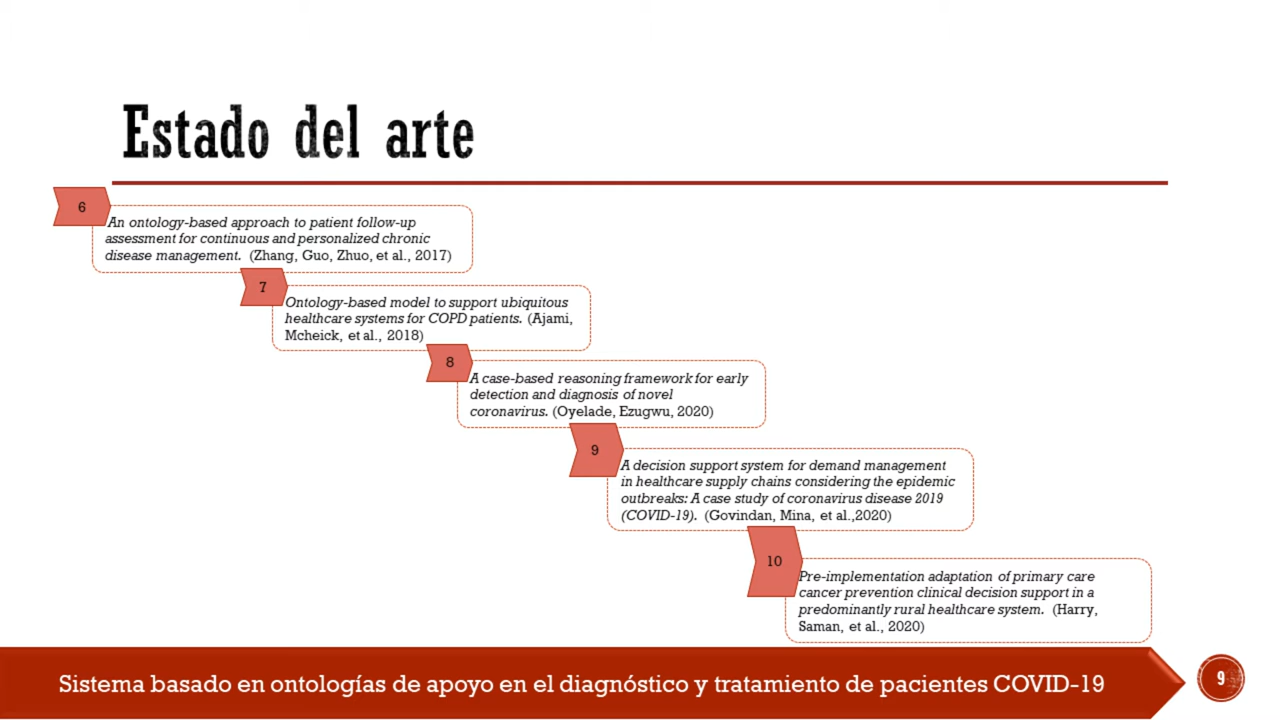 Estado del arte
6
An ontology-based approach to patient follow-up
assessment for continuous and personalized chronic
disease management. (Zhang, Guo, Zhuo, et al., 2017)
7
Ontology-based model to support ubiquitous
healthcare systems for COPD patients. (Ajami,
Mcheick, et al., 2018)
8
A case-based reasoning framework for early
detection and diagnosis of novel
coronavirus. (Oyelade, Ezugwu, 2020)
9
A decision support system for demand management
in healthcare supply chains considering the epidemic
outbreaks: A case study of coronavirus disease 2019
(COVID-19). (Govindan, Mina, et al.,2020)
10
Pre-implementation adaptation of primary care
cancer prevention clinical decision support in a
predominantly rural healthcare system. (Harry,
Saman, et al., 2020)
Sistema basado en ontologías de apoyo en el diagnóstico y tratamiento de pacientes COVID-19
9